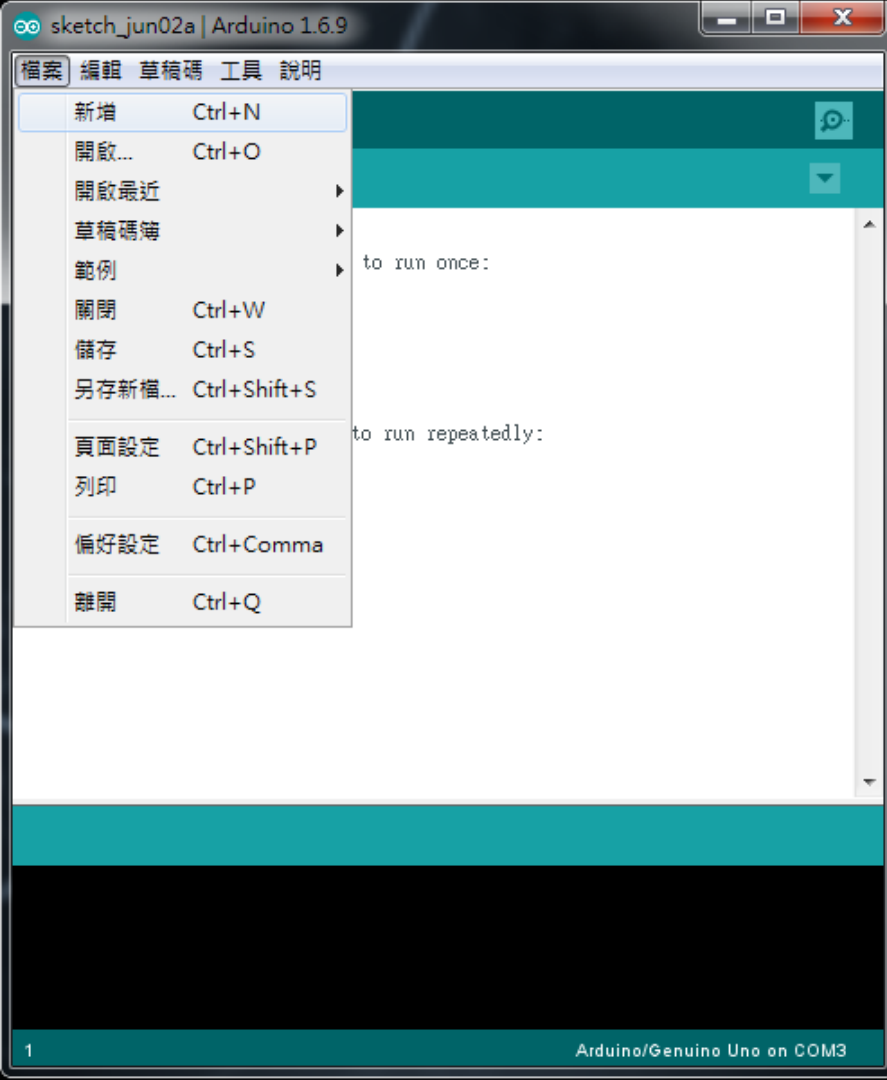 sketch_jun02a | Arduino 1.6.9
檔案 編輯 草稿碼 工具 說明
新增 Ctrl+N
開啟... Ctrl+O
開啟最近
草稿碼簿
範例
to run once:
關閉 Ctrl+W
儲存 Ctrl+S
另存新檔... Ctrl+Shift+S
to run repeatedly:
頁面設定 Ctrl+Shift+P
列印 Ctrl+P
偏好設定 Ctrl+Comma
離開 Ctrl+Q
1 Arduino/Genuino Uno on COM3